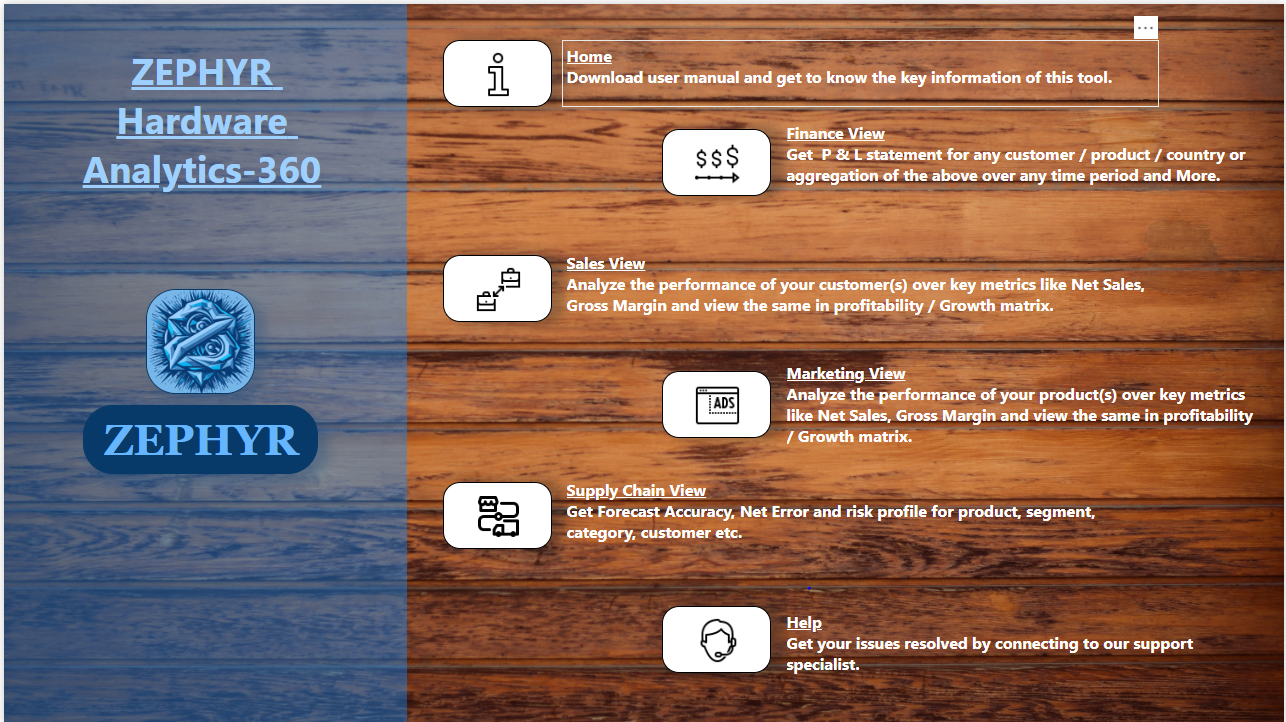 ZEPHYR
Hardware
Analytics-360
ZEPHYR
Home
Download user manual and get to know the key information of this tool.
$$$
Finance View
Get  P & L statement for any customer / product / country or
aggregation of the above over any time period and More.
Sales View
Analyze the performance of your customer(s) over key metrics like Net Sales,
Gross Margin and view the same in profitability / Growth matrix.
ADS
Marketing View
Analyze the performance of your product(s) over key metrics
like Net Sales, Gross Margin and view the same in profitability
/ Growth matrix.
Supply Chain View
Get Forecast Accuracy, Net Error and risk profile for product, segment,
category, customer etc.
Help
Get your issues resolved by connecting to our support
specialist.